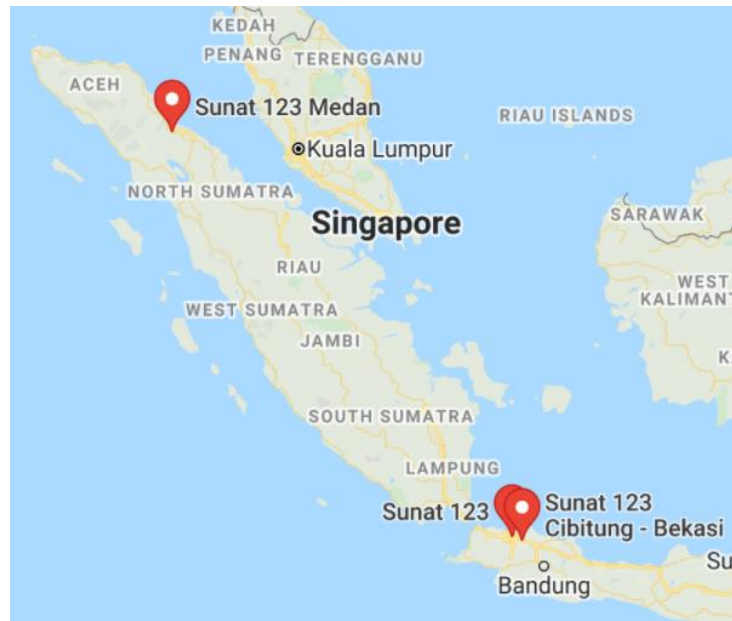 KEDAH
PENANG
TERENGGANU
ACEH
Sunat 123 Medan
RIAU ISLANDS
Kuala Lumpur
NORTH SUMATRA
Singapore
SARAWAK
RIAU
WEST
KALIMANT
WEST SUMATRA
JAMBI
K
SOUTH SUMATRA
LAMPUNG
Sunat 123
Sunat 123
Cibitung - Bekasi
Su
Bandung